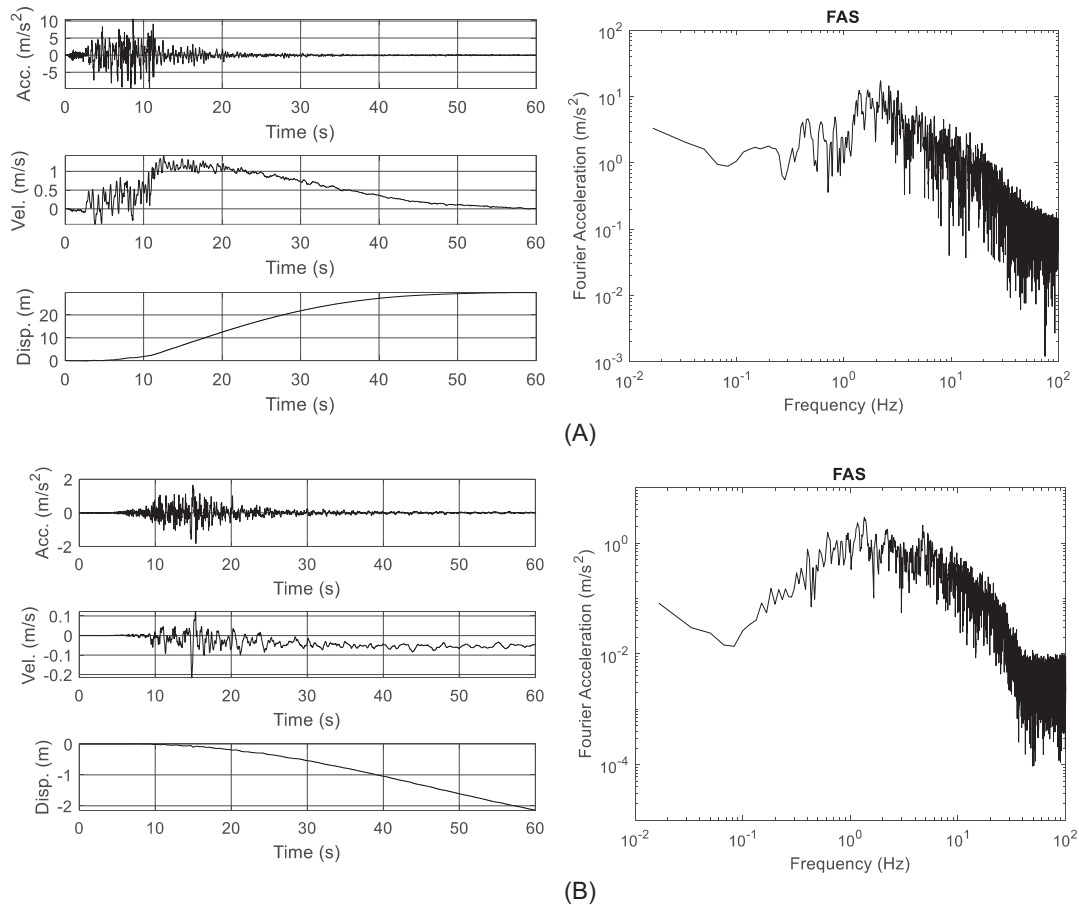 Acc. (m/s²)
10
5
0
-5
0 10 20 30 40 50 60
Time (s)
Vel. (m/s)
1
0.5
0
0 10 20 30 40 50 60
Time (s)
Disp. (m)
20
10
0
0 10 20 30 40 50 60
Time (s)
FAS
Fourier Acceleration (m/s²)
10²
10¹
10⁰
10⁻¹
10⁻²
10⁻³
10⁻² 10⁻¹ 10⁰ 10¹ 10²
Frequency (Hz)
(A)
Acc. (m/s²)
2
0
-2
0 10 20 30 40 50 60
Time (s)
Vel. (m/s)
0.1
0
-0.1
-0.2
0 10 20 30 40 50 60
Time (s)
Disp. (m)
0
-1
-2
0 10 20 30 40 50 60
Time (s)
FAS
Fourier Acceleration (m/s²)
10⁰
10⁻²
10⁻⁴
10⁻² 10⁻¹ 10⁰ 10¹ 10²
Frequency (Hz)
(B)